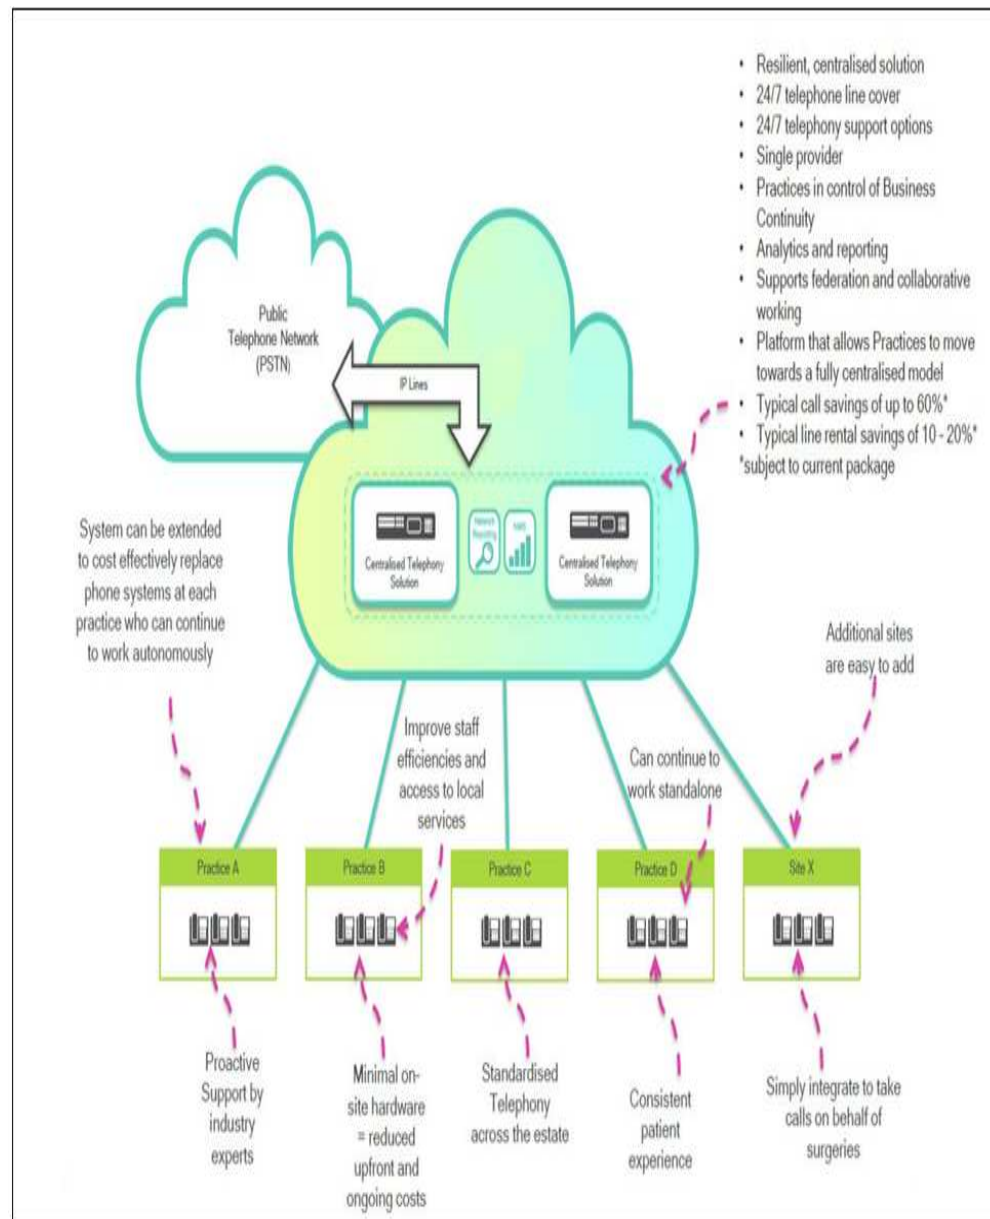 • Resilient, centralised solution
• 24/7 telephone line cover
• 24/7 telephony support options
• Single provider
• Practices in control of Business
Continuity
• Analytics and reporting
• Supports federation and collaborative
working
• Platform that allows Practices to move
towards a fully centralised model
• Typical call savings of up to 60%*
• Typical line rental savings of 10 - 20%*
*subject to current package
Public
Telephone Network
(PSTN)
IP Lines
Centralised Telephony
Solution
Network
Centralised Telephony
Solution
System can be extended
to cost effectively replace
phone systems at each
practice who can continue
to work autonomously
Improve staff
efficiencies and
access to local
services
Can continue to
work standalone
Additional sites
are easy to add
Practice A
Practice B
Practice C
Practice D
Site X
Proactive
Support by
industry
experts
Minimal on-
site hardware
= reduced
upfront and
ongoing costs
Standardised
Telephony
across the estate
Consistent
patient
experience
Simply integrate to take
calls on behalf of
surgeries